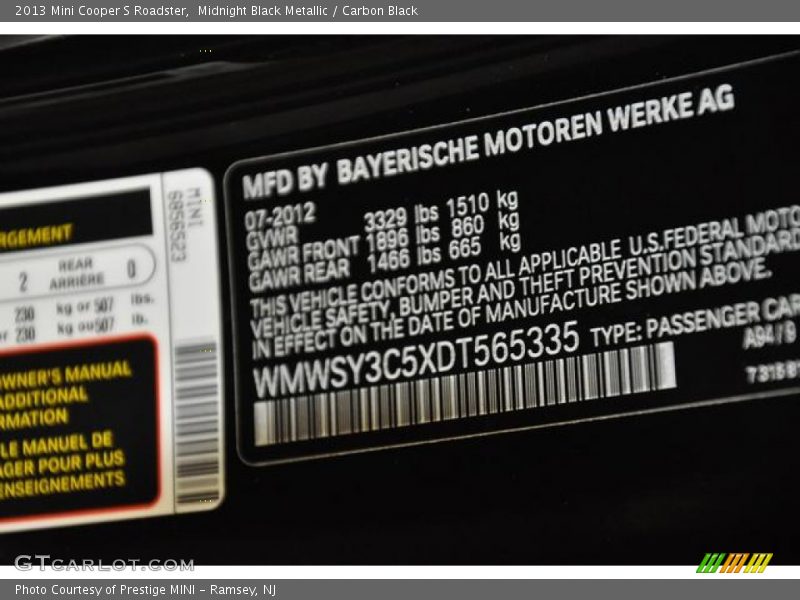 2013 Mini Cooper S Roadster, Midnight Black Metallic / Carbon Black
MFD BY BAYERISCHE MOTOREN WERKE AG
07-2012
GVWR 3329 lbs 1510 kg
GAWR FRONT 1896 lbs 860 kg
GAWR REAR 1466 lbs 665 kg
THIS VEHICLE CONFORMS TO ALL APPLICABLE U.S.FEDERAL MOTO
VEHICLE SAFETY, BUMPER AND THEFT PREVENTION STANDARD
IN EFFECT ON THE DATE OF MANUFACTURE SHOWN ABOVE.
WMWSY3C5XDT565335 TYPE: PASSENGER CAR
A94/9
MINI
6856523
RGEMENT
2 REAR 0
ARRIÈRE
230 kg or 507 lbs.
or 230 kg ou 507 lb.
OWNER'S MANUAL
ADDITIONAL
RMATION
LE MANUEL DE
AGER POUR PLUS
ENSEIGNEMENTS
GTCARLOT.COM
Photo Courtesy of Prestige MINI - Ramsey, NJ